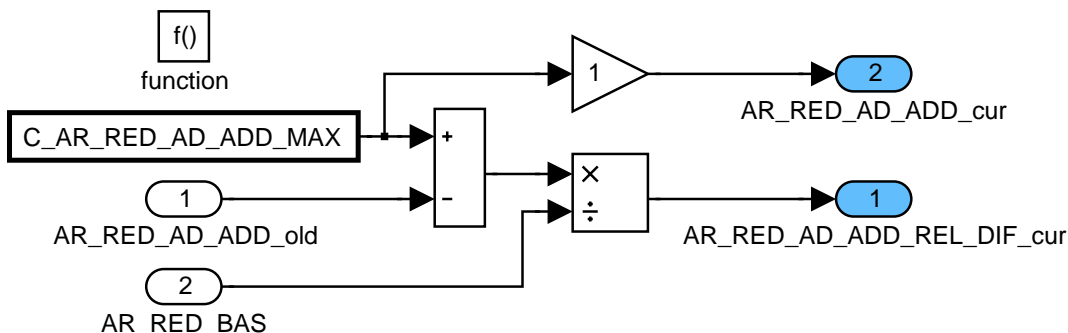 f()
function
1
2
AR_RED_AD_ADD_cur
C_AR_RED_AD_ADD_MAX
+
−
×
÷
1
AR_RED_AD_ADD_old
1
AR_RED_AD_ADD_REL_DIF_cur
2
AR_RED_BAS